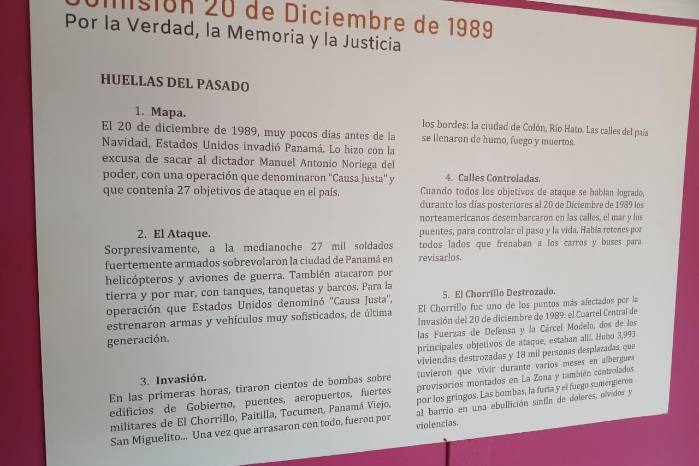 Comisión 20 de Diciembre de 1989
Por la Verdad, la Memoria y la Justicia
HUELLAS DEL PASADO
1. Mapa.
El 20 de diciembre de 1989, muy pocos días antes de la
Navidad, Estados Unidos invadió Panamá. Lo hizo con la
excusa de sacar al dictador Manuel Antonio Noriega del
poder, con una operación que denominaron "Causa Justa" y
que contenía 27 objetivos de ataque en el país.
2. El Ataque.
Sorpresivamente, a la medianoche 27 mil soldados
fuertemente armados sobrevolaron la ciudad de Panamá en
helicópteros y aviones de guerra. También atacaron por
tierra y por mar, con tanques, tanquetas y barcos. Para la
operación que Estados Unidos denominó "Causa Justa",
estrenaron armas y vehículos muy sofisticados, de última
generación.
3. Invasión.
En las primeras horas, tiraron cientos de bombas sobre
edificios de Gobierno, puentes, aeropuertos, fuertes
militares de El Chorrillo, Paitilla, Tocumen, Panamá Viejo,
San Miguelito... Una vez que arrasaron con todo, fueron por
los bordes: la ciudad de Colón, Río Hato. Las calles del país
se llenaron de humo, fuego y muertos.
4. Calles Controladas.
Cuando todos los objetivos de ataque se habían logrado,
durante los días posteriores al 20 de Diciembre de 1989 los
norteamericanos desembarcaron en las calles, el mar y los
puentes, para controlar el paso y la vida. Había retenes por
todos lados que frenaban a los carros y buses para
revisarlos.
5. El Chorrillo Destrozado.
El Chorrillo fue uno de los puntos más afectados por la
Invasión del 20 de diciembre de 1989: el Cuartel Central de
las Fuerzas de Defensa y la Cárcel Modelo, dos de los
principales objetivos de ataque, estaban allí. Hubo 3,993
viviendas destrozadas y 18 mil personas desplazadas, que
tuvieron que vivir durante varios meses en albergues
provisorios montados en La Zona y también controlados
por los gringos. Las bombas, la furia y el fuego sumergieron
al barrio en una ebullición sinfín de dolores, olvidos y
violencias.